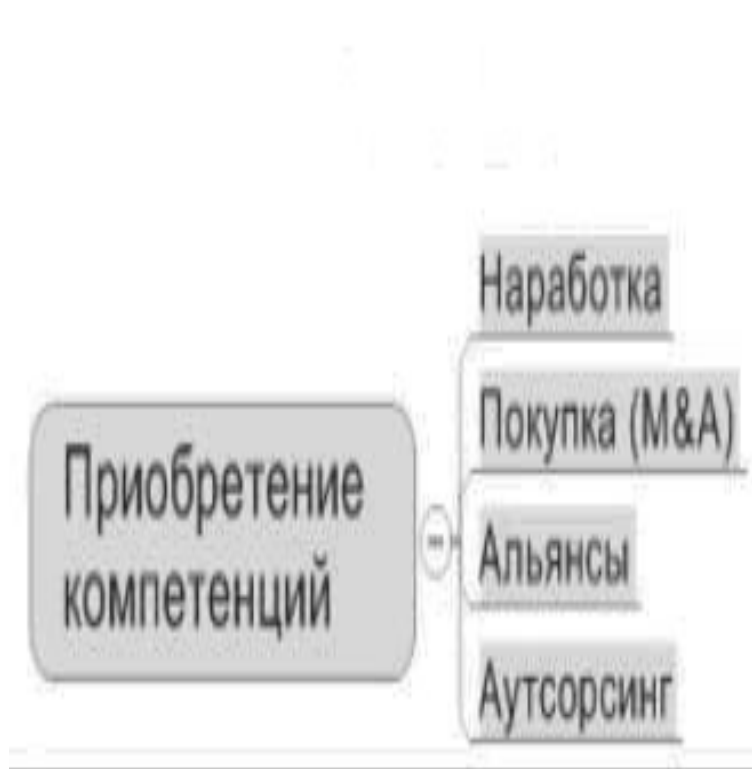 Приобретение
компетенций
Наработка
Покупка (M&A)
Альянсы
Аутсорсинг